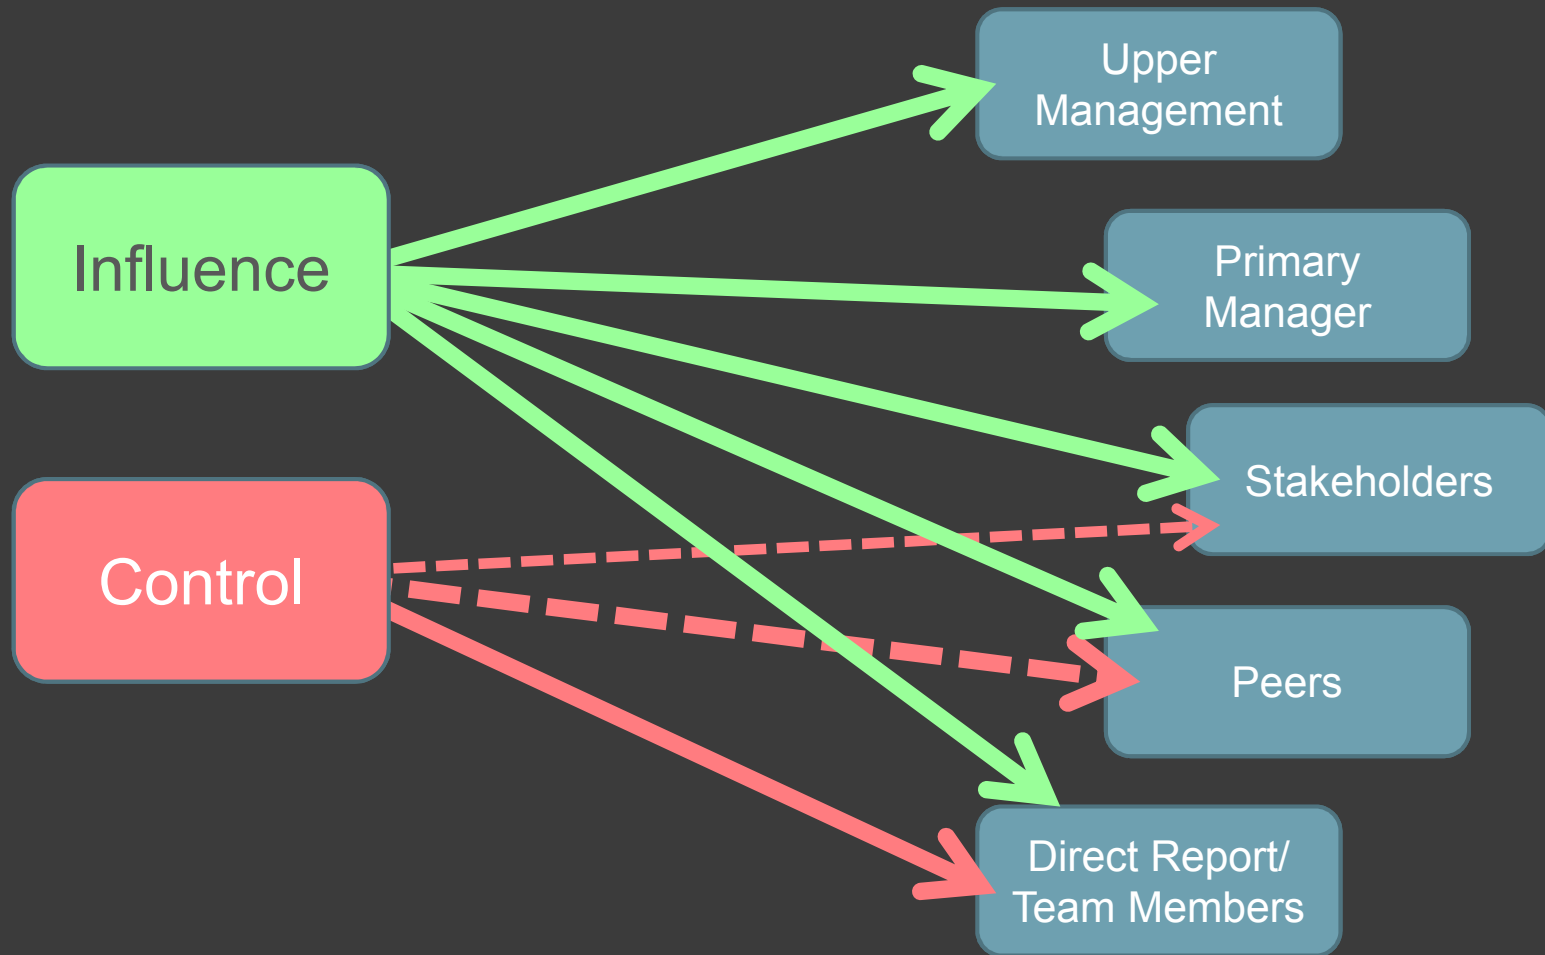 Upper
Management
Influence
Primary
Manager
Stakeholders
Control
Peers
Direct Report/
Team Members